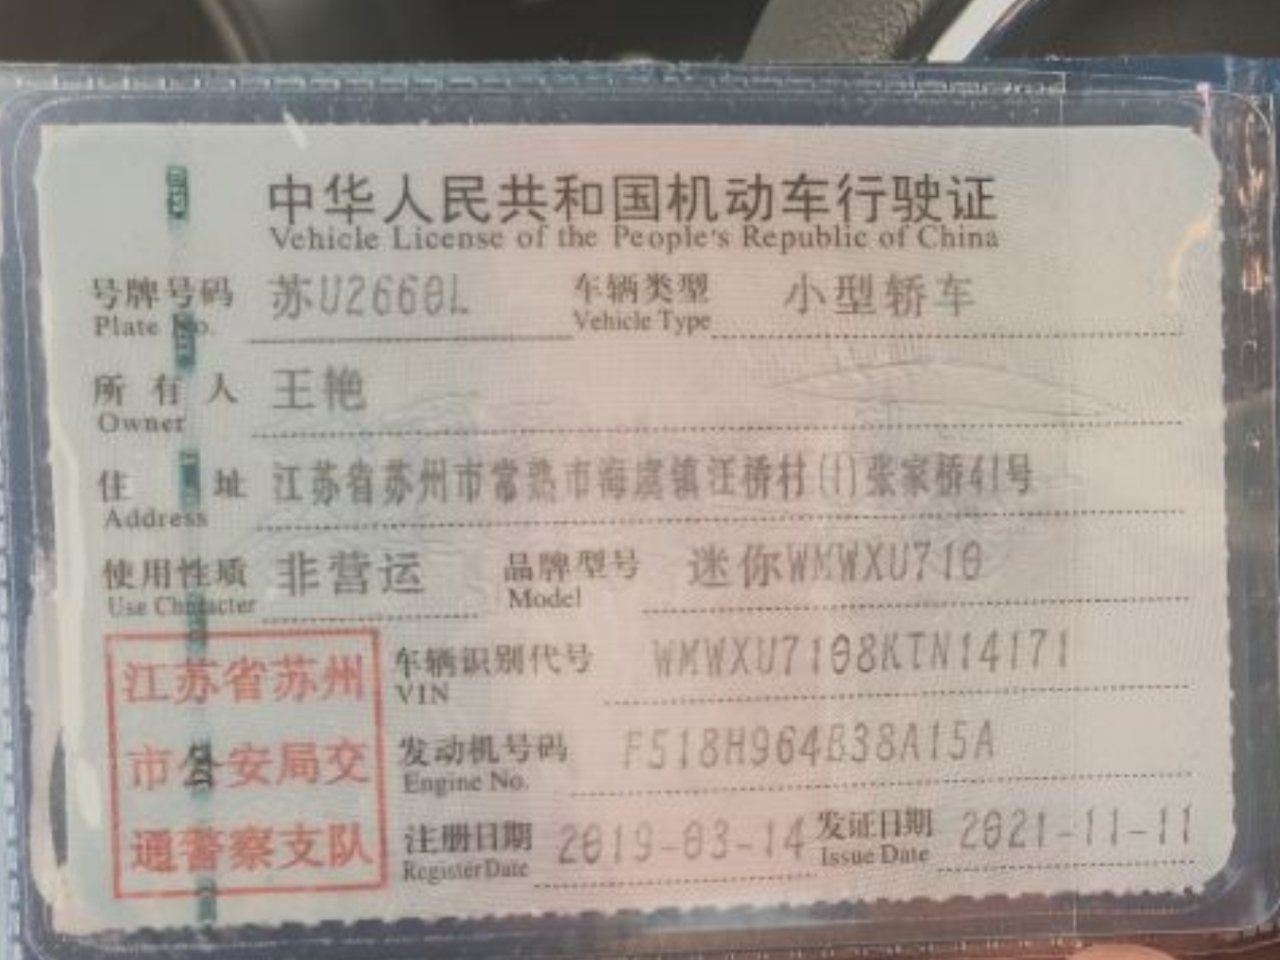 中华人民共和国机动车行驶证
Vehicle License of the People's Republic of China
号牌号码 苏U2660L 车辆类型 小型轿车
Plate No. Vehicle Type
所有人 王艳
Owner
住址 江苏省苏州市常熟市海虞镇汪桥村(1)张家桥41号
Address
使用性质 非营运 品牌型号 迷你WMWXU710
Use Character Model
车辆识别代号 WMWXU7108KTN14171
VIN
发动机号码 F518H964B38A15A
Engine No.
注册日期 2019-03-14 发证日期 2021-11-11
Register Date Issue Date
江苏省苏州
市公安局交
通警察支队